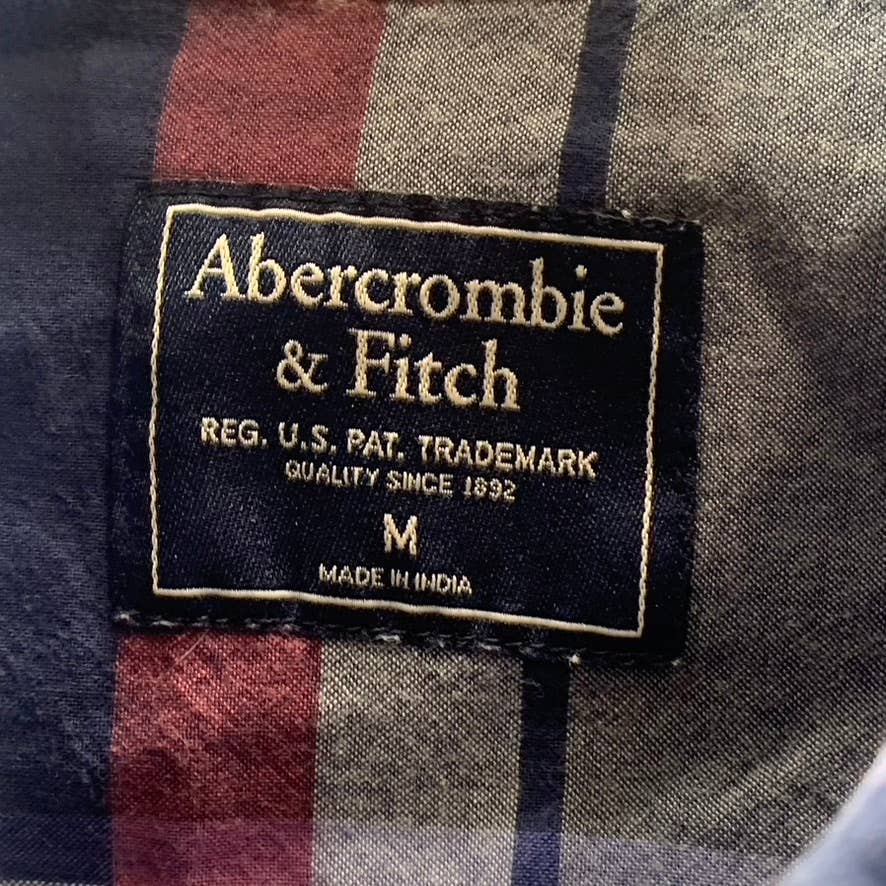 Abercrombie
& Fitch
REG. U.S. PAT. TRADEMARK
QUALITY SINCE 1892
M
MADE IN INDIA